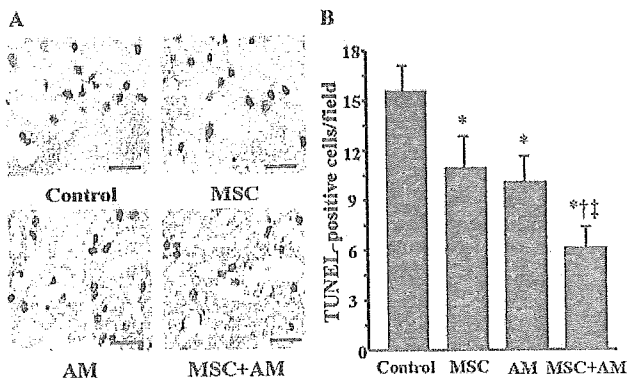 A
Control MSC
AM MSC+AM
B
TUNEL-positive cells/field
18
15
12
9
6
3
0
*
*
*†‡
Control MSC AM MSC+AM